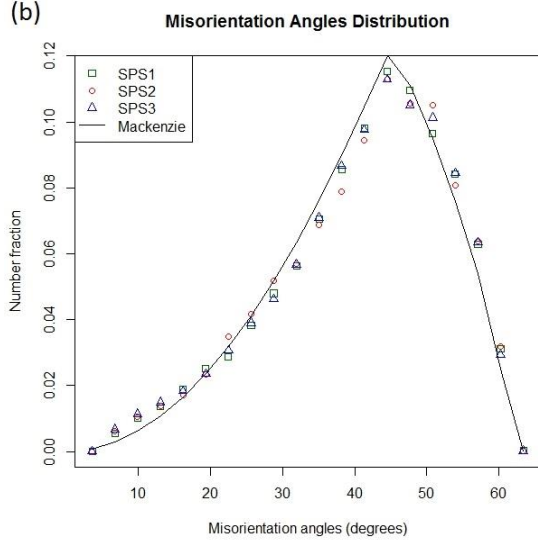 (b)
Misorientation Angles Distribution
SPS1
SPS2
SPS3
Mackenzie
Number fraction
0.12
0.10
0.08
0.06
0.04
0.02
0.00
10 20 30 40 50 60
Misorientation angles (degrees)